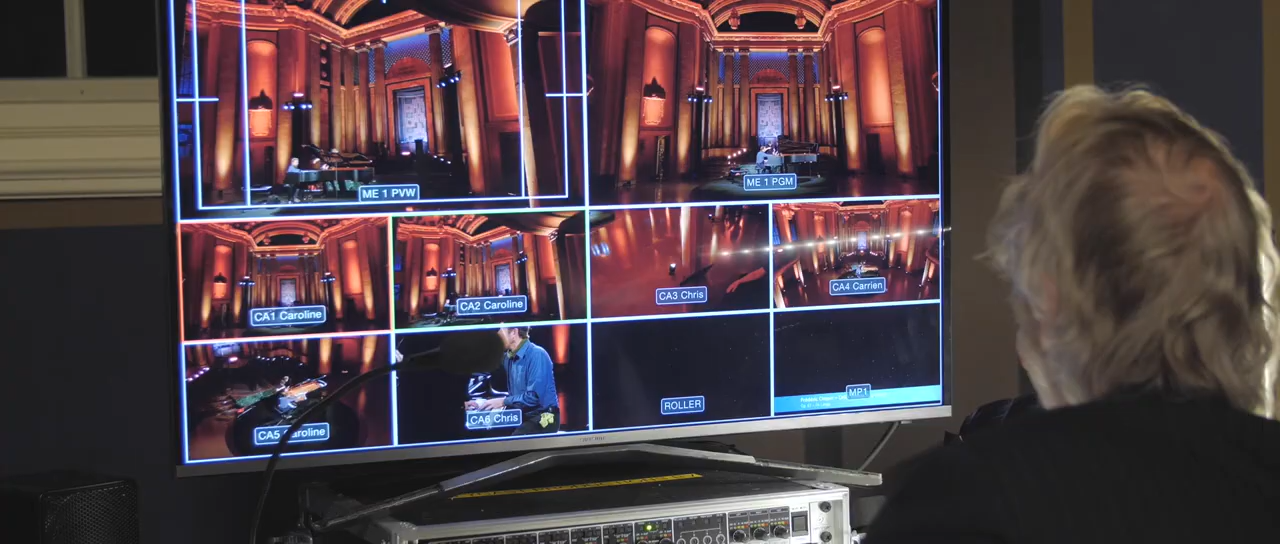 ME 1 PVW
ME 1 PGM
CA1 Caroline
CA2 Caroline
CA3 Chris
CA4 Carrien
CA5 Caroline
CA6 Chris
ROLLER
MP1